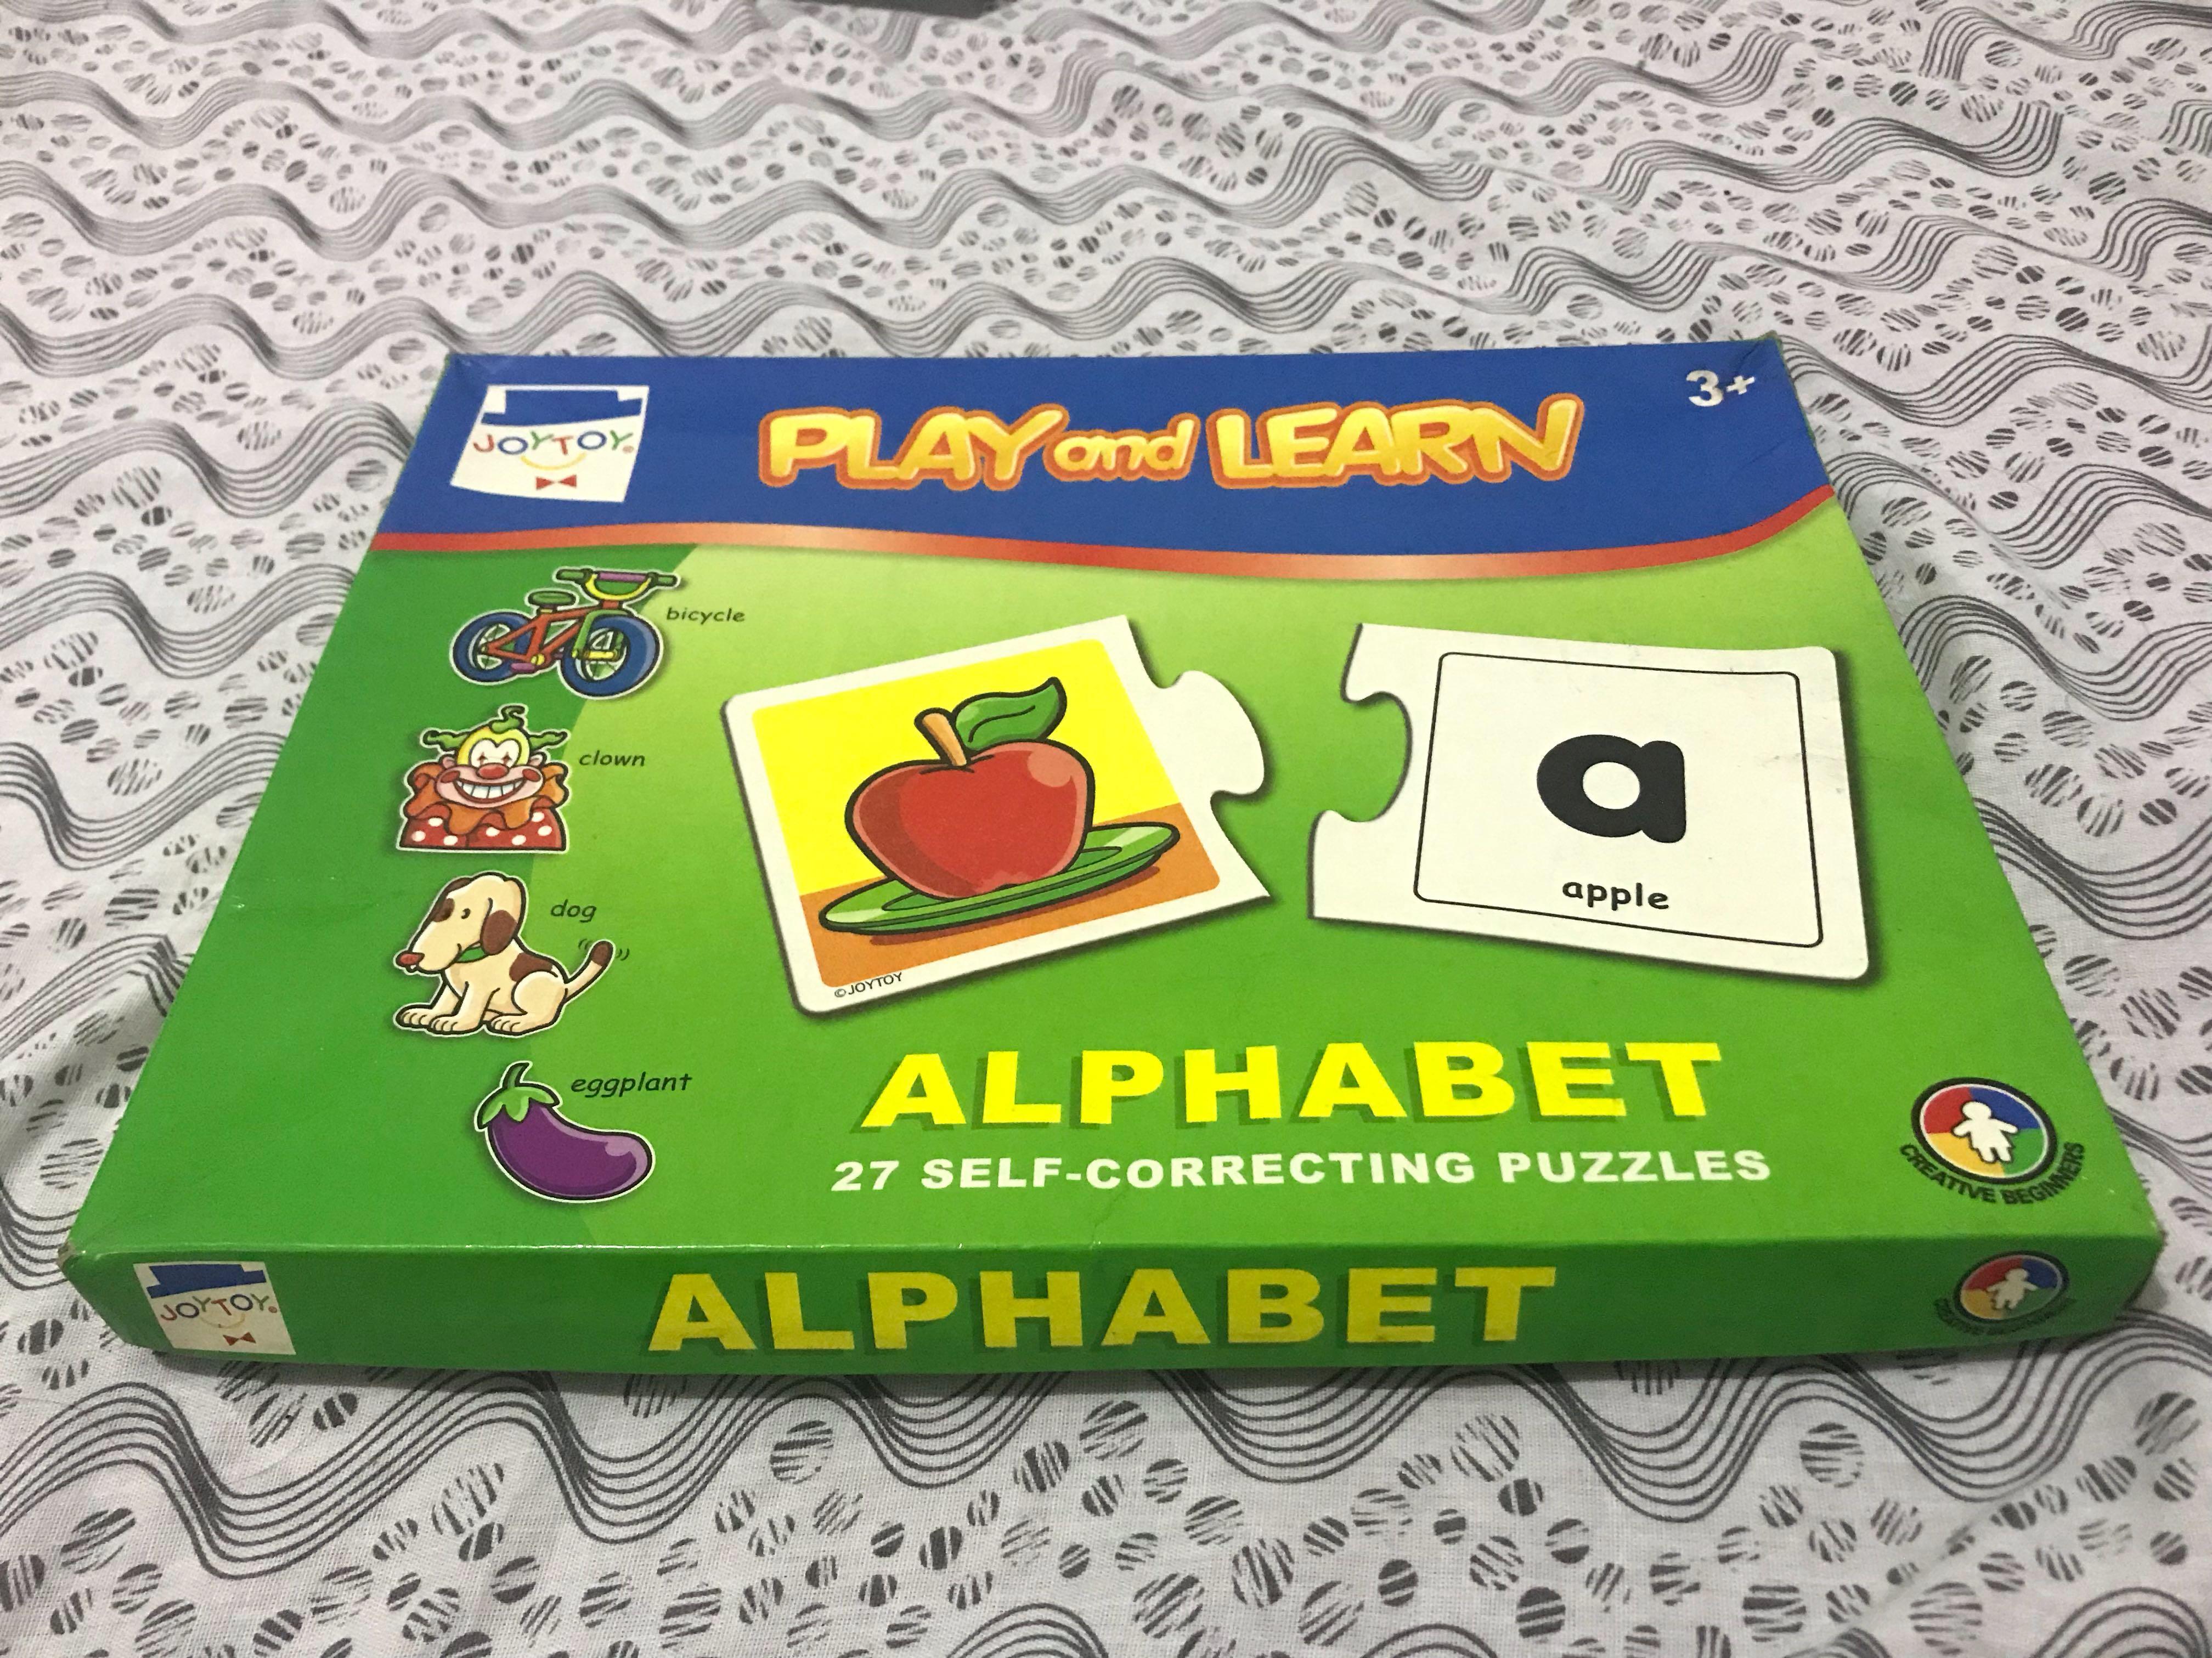 JOYTOY
PLAY and LEARN
3+
bicycle
clown
dog
eggplant
©JOYTOY
a
apple
ALPHABET
27 SELF-CORRECTING PUZZLES
CREATIVE BEGINNERS
JOYTOY
ALPHABET